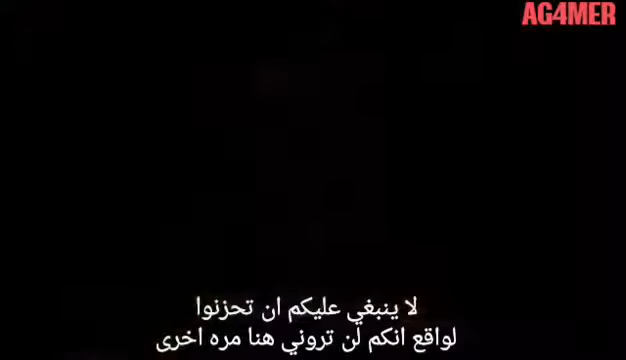 AG4MER
لا ينبغي عليكم ان تحزنوا
لواقع انكم لن تروني هنا مره اخرى